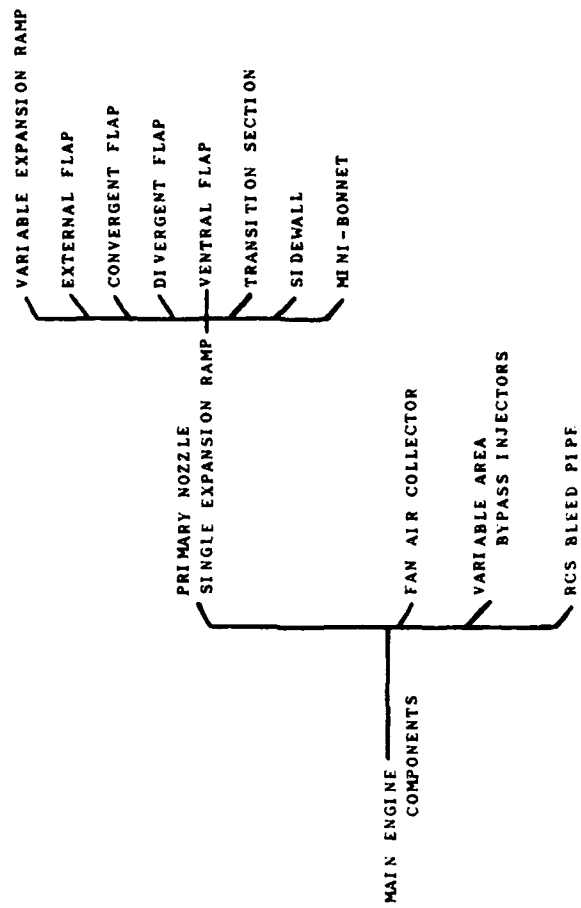 MAIN ENGINE
COMPONENTS
PRIMARY NOZZLE
SINGLE EXPANSION RAMP
VARIABLE EXPANSION RAMP
EXTERNAL FLAP
CONVERGENT FLAP
DIVERGENT FLAP
VENTRAL FLAP
TRANSITION SECTION
SIDEWALL
MINI-BONNET
FAN AIR COLLECTOR
VARIABLE AREA
BYPASS INJECTORS
RCS BLEED PIPE